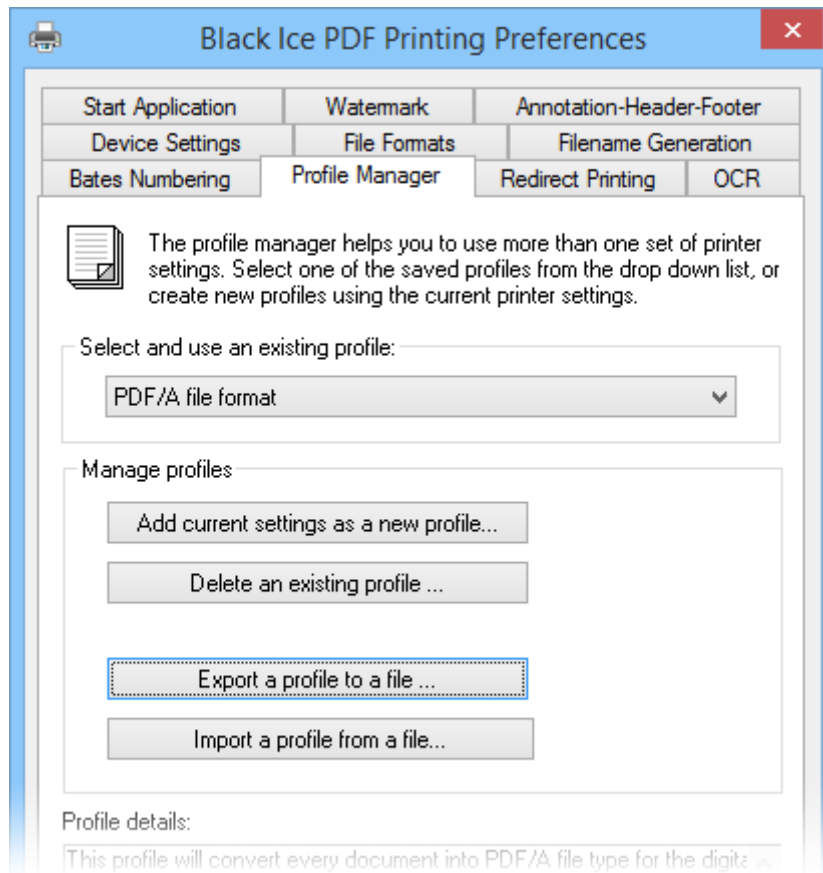 Black Ice PDF Printing Preferences
Start Application
Watermark
Annotation-Header-Footer
Device Settings
File Formats
Filename Generation
Bates Numbering
Profile Manager
Redirect Printing
OCR
The profile manager helps you to use more than one set of printer
settings. Select one of the saved profiles from the drop down list, or
create new profiles using the current printer settings.
Select and use an existing profile:
PDF/A file format
Manage profiles
Add current settings as a new profile...
Delete an existing profile ...
Export a profile to a file ...
Import a profile from a file...
Profile details:
This profile will convert every document into PDF/A file type for the